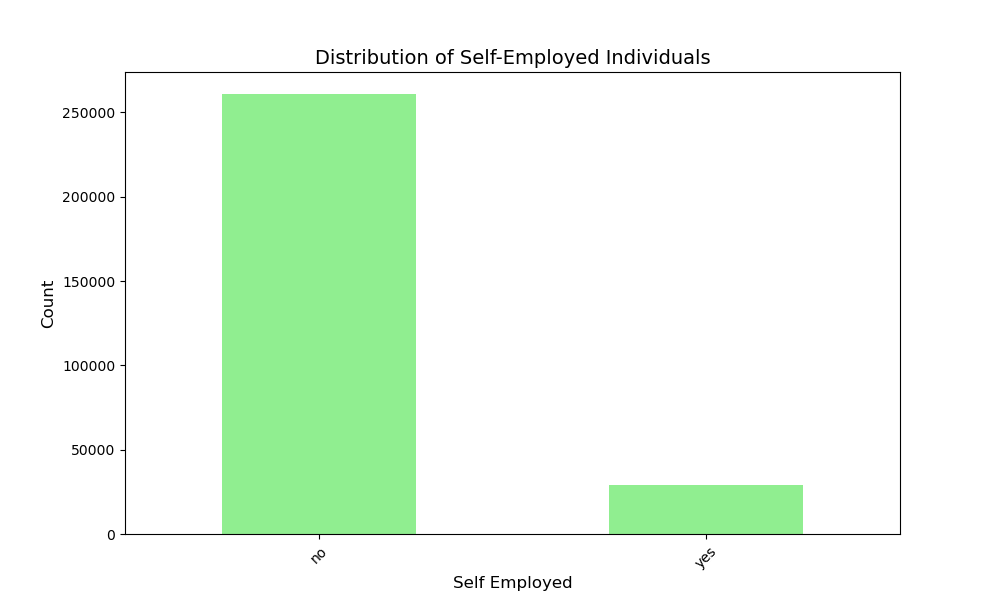 Distribution of Self-Employed Individuals
Count
250000
200000
150000
100000
50000
0
no
yes
Self Employed